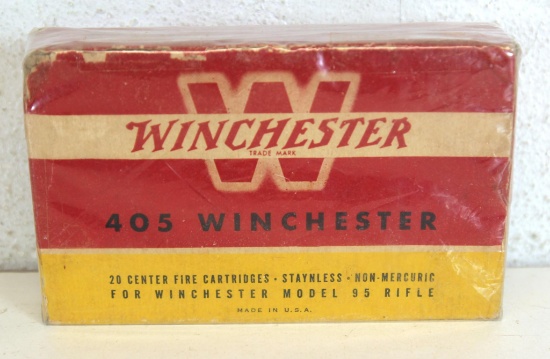 W
WINCHESTER
TRADE MARK
405 WINCHESTER
20 CENTER FIRE CARTRIDGES · STAYNLESS · NON-MERCURIC
FOR WINCHESTER MODEL 95 RIFLE
MADE IN U.S.A.